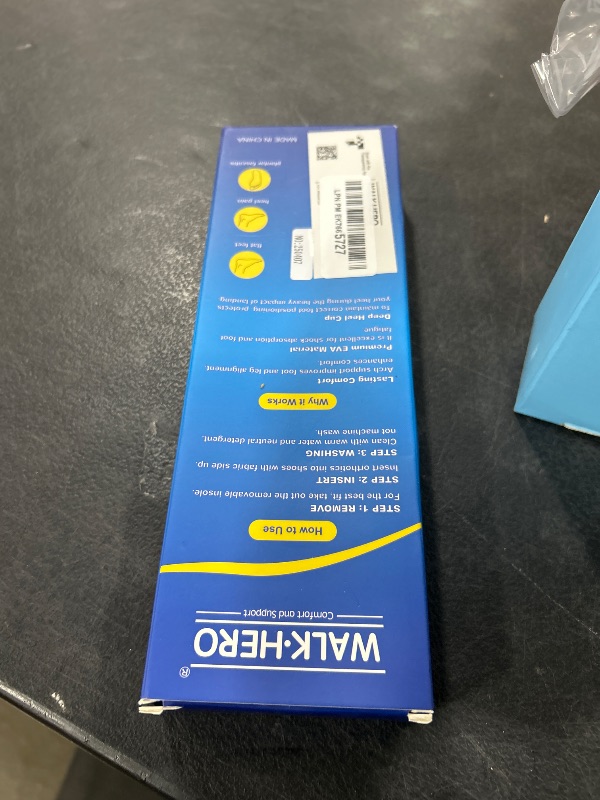 WALK·HERO®
Comfort and Support
How to Use
STEP 1: REMOVE
For the best fit, take out the removable insole.
STEP 2: INSERT
Insert orthotics into shoes with fabric side up.
STEP 3: WASHING
Clean with warm water and neutral detergent,
not machine wash.
Why it Works
Lasting Comfort
Arch support improves foot and leg alignment,
enhances comfort.
Premium EVA Material
It is excellent for shock absorption and foot
fatigue
Deep Heel Cup
To maintain correct foot positioning, protects
your heel during the heavy impact of landing.
flat feet
heel pain
plantar fasciitis
MADE IN CHINA